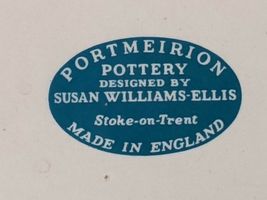 PORTMEIRION
POTTERY
DESIGNED BY
SUSAN WILLIAMS-ELLIS
Stoke-on-Trent
MADE IN ENGLAND